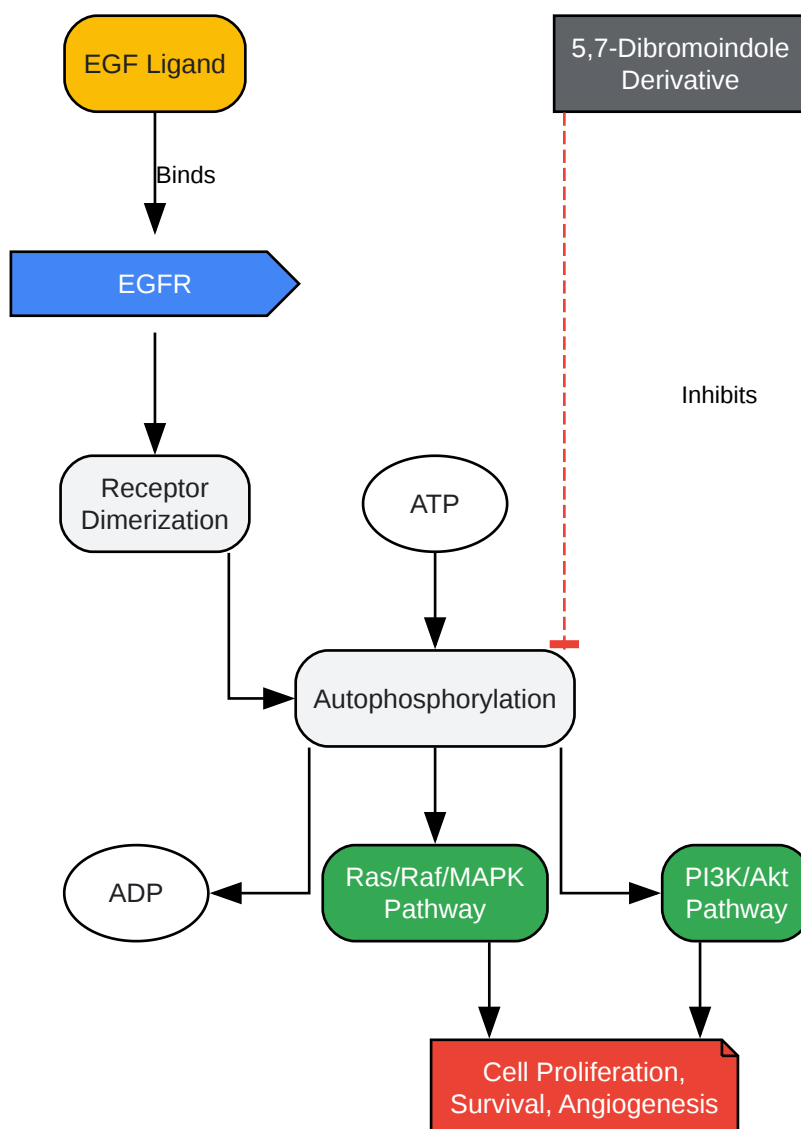 EGF Ligand
5,7-Dibromoindole
Derivative
Binds
EGFR
Inhibits
Receptor
Dimerization
ATP
Autophosphorylation
ADP
Ras/Raf/MAPK
Pathway
PI3K/Akt
Pathway
Cell Proliferation,
Survival, Angiogenesis